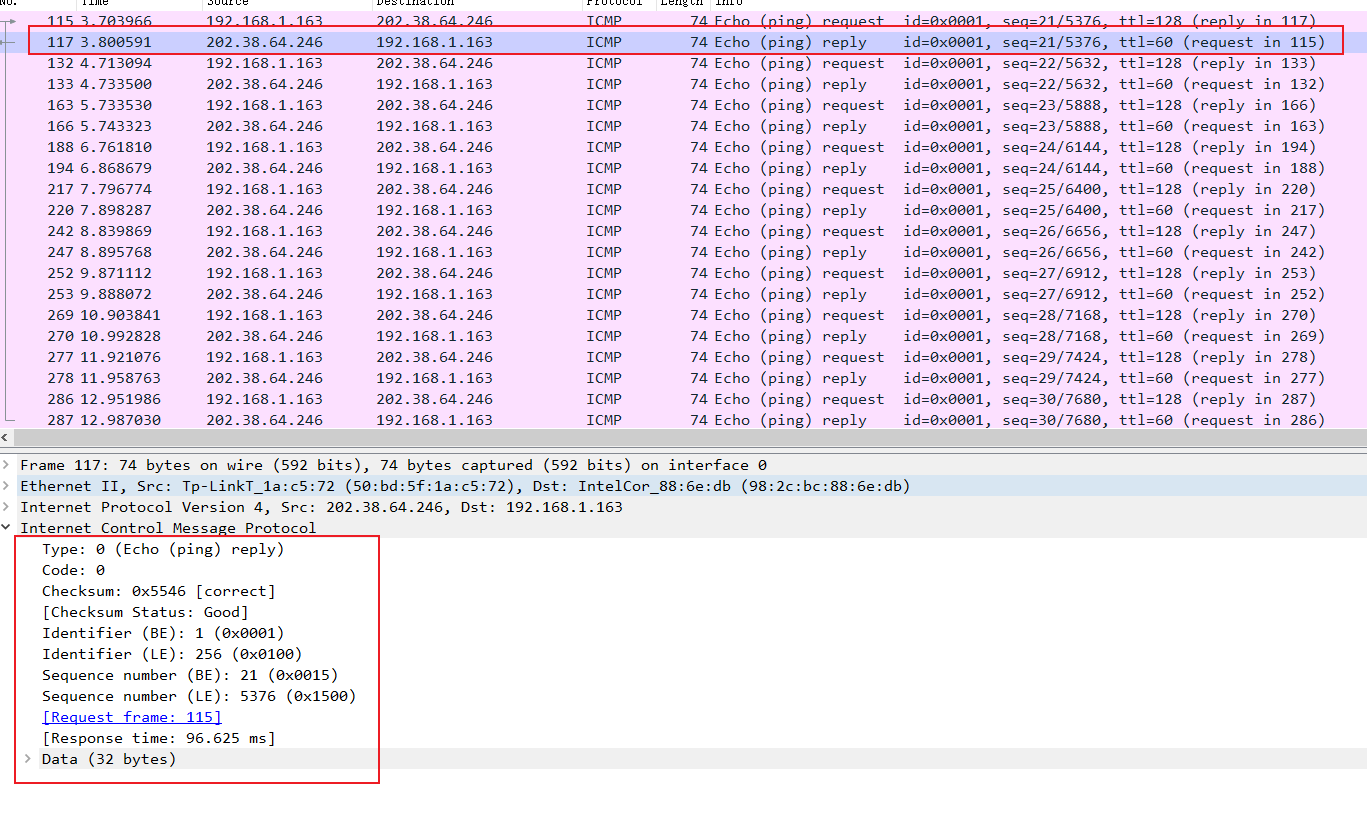 No. Time Source Destination Protocol Length Info
115 3.703966 192.168.1.163 202.38.64.246 ICMP 74 Echo (ping) request id=0x0001, seq=21/5376, ttl=128 (reply in 117)
117 3.800591 202.38.64.246 192.168.1.163 ICMP 74 Echo (ping) reply id=0x0001, seq=21/5376, ttl=60 (request in 115)
132 4.713094 192.168.1.163 202.38.64.246 ICMP 74 Echo (ping) request id=0x0001, seq=22/5632, ttl=128 (reply in 133)
133 4.733500 202.38.64.246 192.168.1.163 ICMP 74 Echo (ping) reply id=0x0001, seq=22/5632, ttl=60 (request in 132)
163 5.733530 192.168.1.163 202.38.64.246 ICMP 74 Echo (ping) request id=0x0001, seq=23/5888, ttl=128 (reply in 166)
166 5.743323 202.38.64.246 192.168.1.163 ICMP 74 Echo (ping) reply id=0x0001, seq=23/5888, ttl=60 (request in 163)
188 6.761810 192.168.1.163 202.38.64.246 ICMP 74 Echo (ping) request id=0x0001, seq=24/6144, ttl=128 (reply in 194)
194 6.868679 202.38.64.246 192.168.1.163 ICMP 74 Echo (ping) reply id=0x0001, seq=24/6144, ttl=60 (request in 188)
217 7.796774 192.168.1.163 202.38.64.246 ICMP 74 Echo (ping) request id=0x0001, seq=25/6400, ttl=128 (reply in 220)
220 7.898287 202.38.64.246 192.168.1.163 ICMP 74 Echo (ping) reply id=0x0001, seq=25/6400, ttl=60 (request in 217)
242 8.839869 192.168.1.163 202.38.64.246 ICMP 74 Echo (ping) request id=0x0001, seq=26/6656, ttl=128 (reply in 247)
247 8.895768 202.38.64.246 192.168.1.163 ICMP 74 Echo (ping) reply id=0x0001, seq=26/6656, ttl=60 (request in 242)
252 9.871112 192.168.1.163 202.38.64.246 ICMP 74 Echo (ping) request id=0x0001, seq=27/6912, ttl=128 (reply in 253)
253 9.888072 202.38.64.246 192.168.1.163 ICMP 74 Echo (ping) reply id=0x0001, seq=27/6912, ttl=60 (request in 252)
269 10.903841 192.168.1.163 202.38.64.246 ICMP 74 Echo (ping) request id=0x0001, seq=28/7168, ttl=128 (reply in 270)
270 10.992828 202.38.64.246 192.168.1.163 ICMP 74 Echo (ping) reply id=0x0001, seq=28/7168, ttl=60 (request in 269)
277 11.921076 192.168.1.163 202.38.64.246 ICMP 74 Echo (ping) request id=0x0001, seq=29/7424, ttl=128 (reply in 278)
278 11.958763 202.38.64.246 192.168.1.163 ICMP 74 Echo (ping) reply id=0x0001, seq=29/7424, ttl=60 (request in 277)
286 12.951986 192.168.1.163 202.38.64.246 ICMP 74 Echo (ping) request id=0x0001, seq=30/7680, ttl=128 (reply in 287)
287 12.987030 202.38.64.246 192.168.1.163 ICMP 74 Echo (ping) reply id=0x0001, seq=30/7680, ttl=60 (request in 286)
Frame 117: 74 bytes on wire (592 bits), 74 bytes captured (592 bits) on interface 0
Ethernet II, Src: Tp-LinkT_1a:c5:72 (50:bd:5f:1a:c5:72), Dst: IntelCor_88:6e:db (98:2c:bc:88:6e:db)
Internet Protocol Version 4, Src: 202.38.64.246, Dst: 192.168.1.163
Internet Control Message Protocol
Type: 0 (Echo (ping) reply)
Code: 0
Checksum: 0x5546 [correct]
[Checksum Status: Good]
Identifier (BE): 1 (0x0001)
Identifier (LE): 256 (0x0100)
Sequence number (BE): 21 (0x0015)
Sequence number (LE): 5376 (0x1500)
[Request frame: 115]
[Response time: 96.625 ms]
Data (32 bytes)